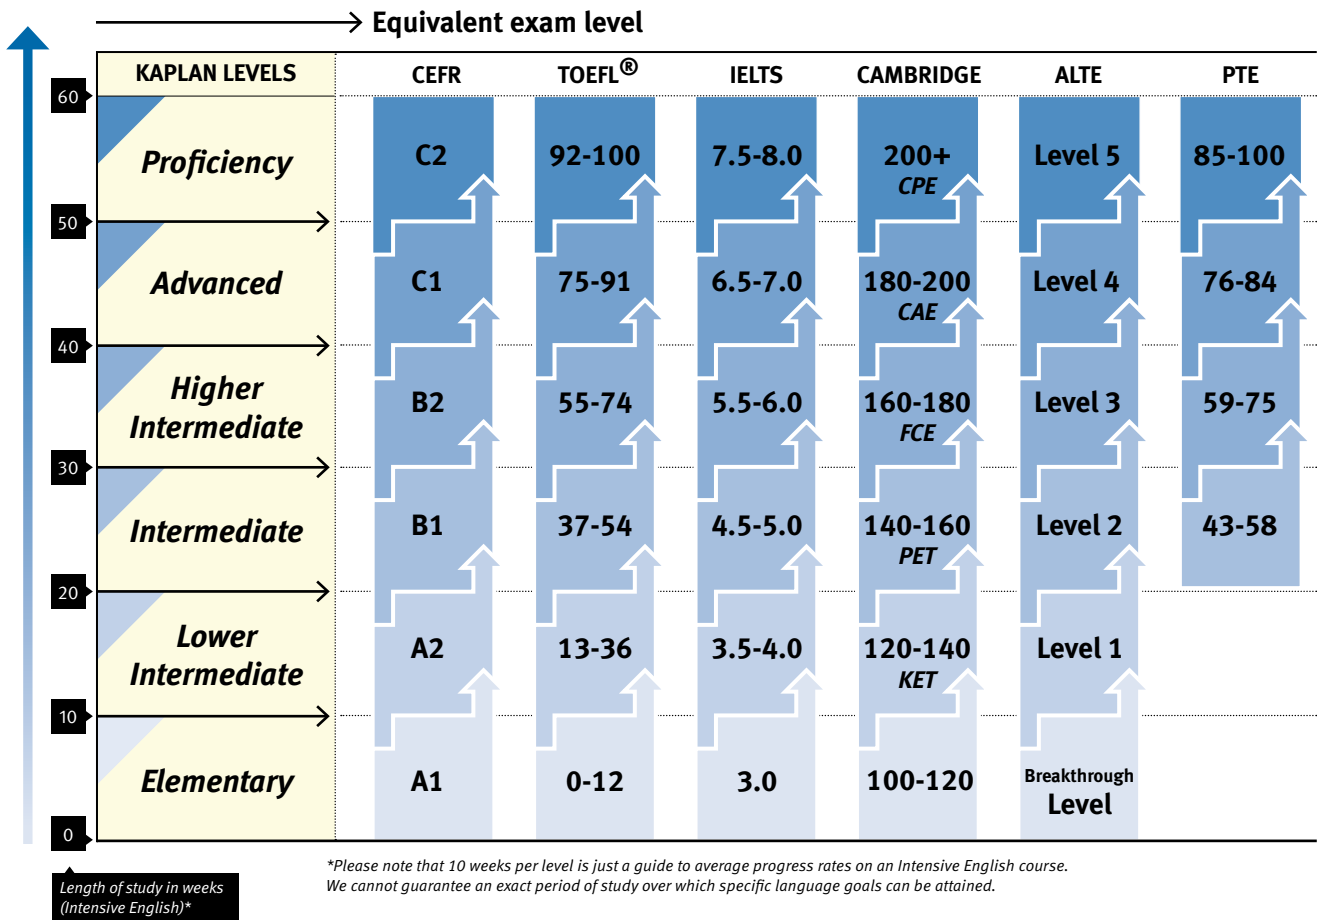 Equivalent exam level
KAPLAN LEVELS CEFR TOEFL® IELTS CAMBRIDGE ALTE PTE
60
Proficiency C2 92-100 7.5-8.0 200+ Level 5 85-100
CPE
50
Advanced C1 75-91 6.5-7.0 180-200 Level 4 76-84
CAE
40
Higher
Intermediate B2 55-74 5.5-6.0 160-180 Level 3 59-75
FCE
30
Intermediate B1 37-54 4.5-5.0 140-160 Level 2 43-58
PET
20
Lower
Intermediate A2 13-36 3.5-4.0 120-140 Level 1
KET
10
Elementary A1 0-12 3.0 100-120 Breakthrough
Level
0
*Please note that 10 weeks per level is just a guide to average progress rates on an Intensive English course.
We cannot guarantee an exact period of study over which specific language goals can be attained.
Length of study in weeks
(Intensive English)*